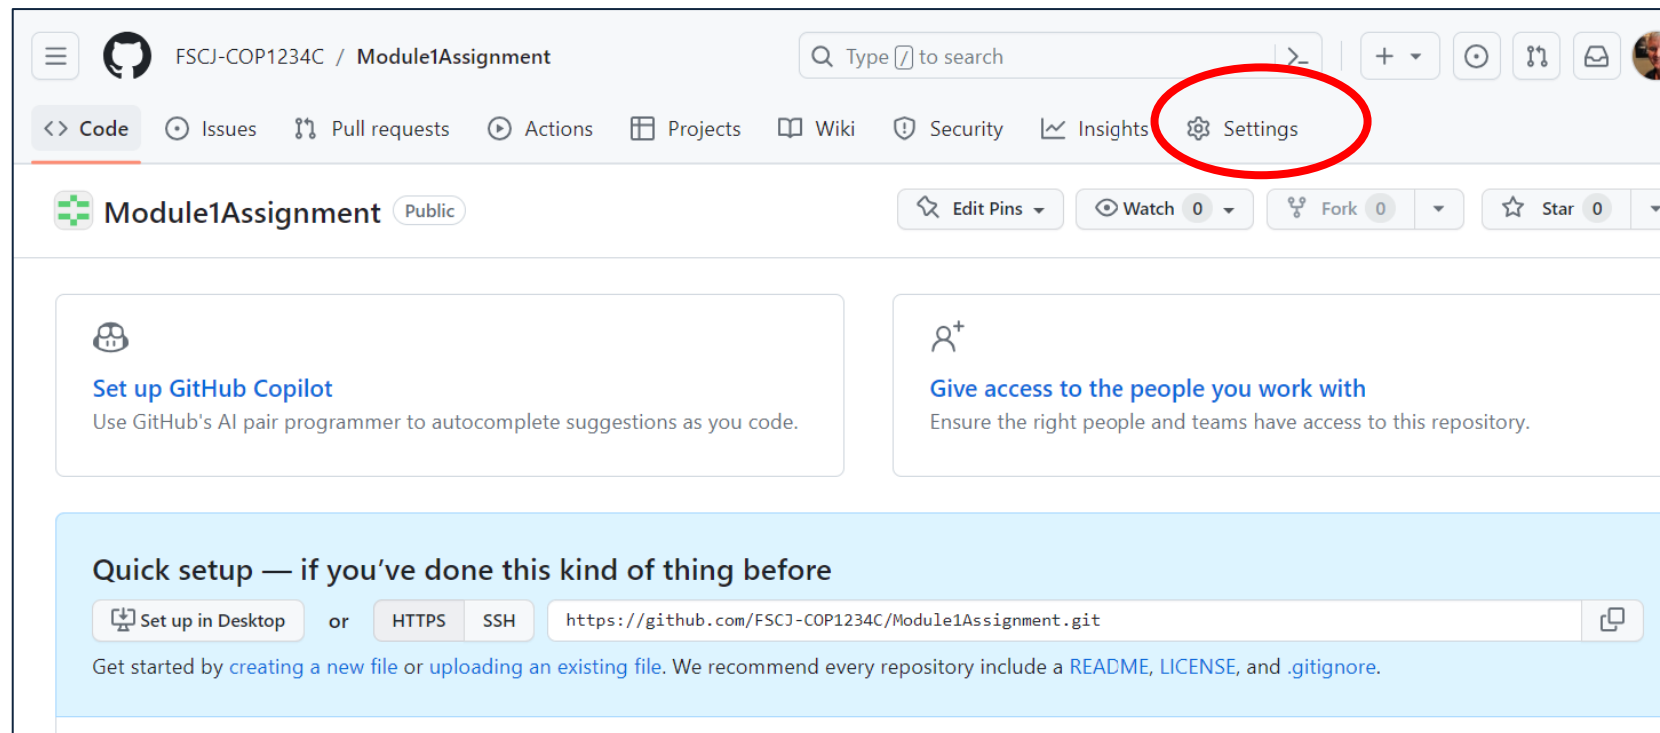 FSCJ-COP1234C / Module1Assignment
Type / to search
Code Issues Pull requests Actions Projects Wiki Security Insights Settings
Module1Assignment Public
Edit Pins Watch 0 Fork 0 Star 0
Set up GitHub Copilot
Use GitHub's AI pair programmer to autocomplete suggestions as you code.
Give access to the people you work with
Ensure the right people and teams have access to this repository.
Quick setup — if you’ve done this kind of thing before
Set up in Desktop or HTTPS SSH https://github.com/FSCJ-COP1234C/Module1Assignment.git
Get started by creating a new file or uploading an existing file. We recommend every repository include a README, LICENSE, and .gitignore.